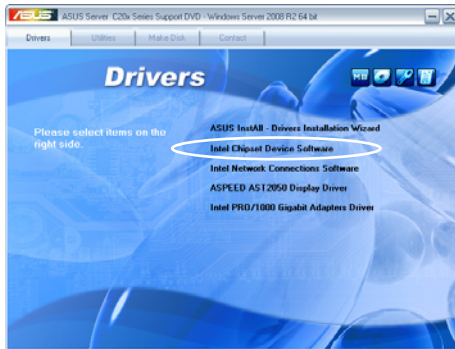 ASUS ASUS Server C20x Series Support DVD - Windows Server 2008 R2 64 bit
Drivers Utilities Make Disk Contact
Drivers
MB
Please select items on the
right side.
ASUS InstAll - Drivers Installation Wizard
Intel Chipset Device Software
Intel Network Connections Software
ASPEED AST2050 Display Driver
Intel PRO/1000 Gigabit Adapters Driver